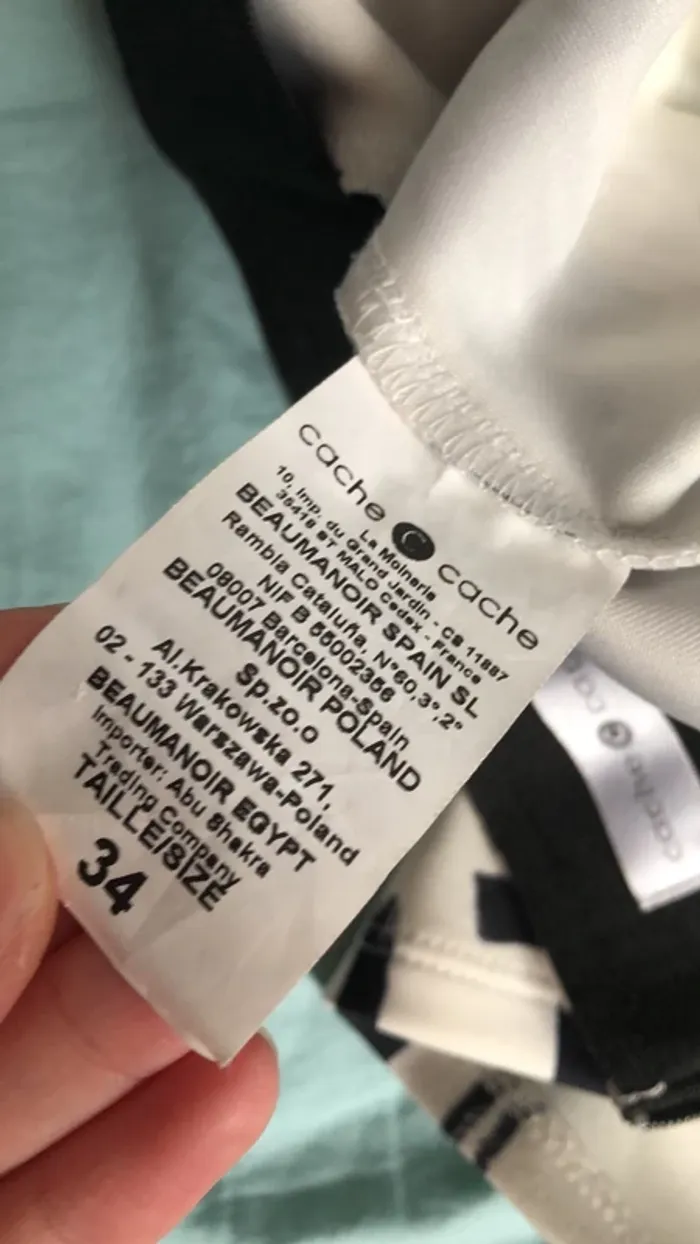 cache C cache
La Moinerie
10, Imp. du Grand Jardin - CS 11887
35418 ST MALO Cedex - France
BEAUMANOIR SPAIN SL
Rambla Cataluña, N°60,3°,2°
NIF B 55002356
08007 Barcelona-Spain
BEAUMANOIR POLAND
Sp.zo.o
Al.Krakowska 271,
02 - 133 Warszawa-Poland
BEAUMANOIR EGYPT
Importer: Abu Shakra
Trading Company
TAILLE/SIZE
34
cache C ca